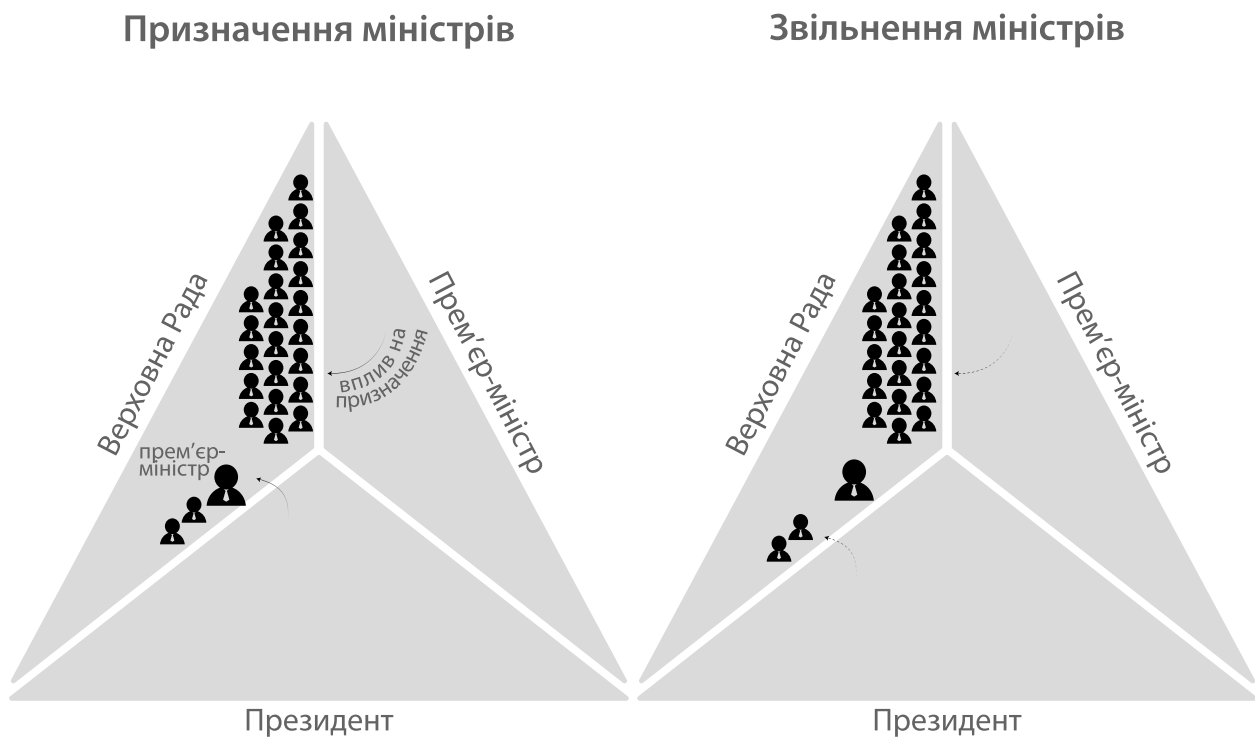 Призначення міністрів
Верховна Рада
Прем’єр-міністр
вплив на
призначення
прем’єр-
міністр
Президент
Звільнення міністрів
Верховна Рада
Прем’єр-міністр
Президент